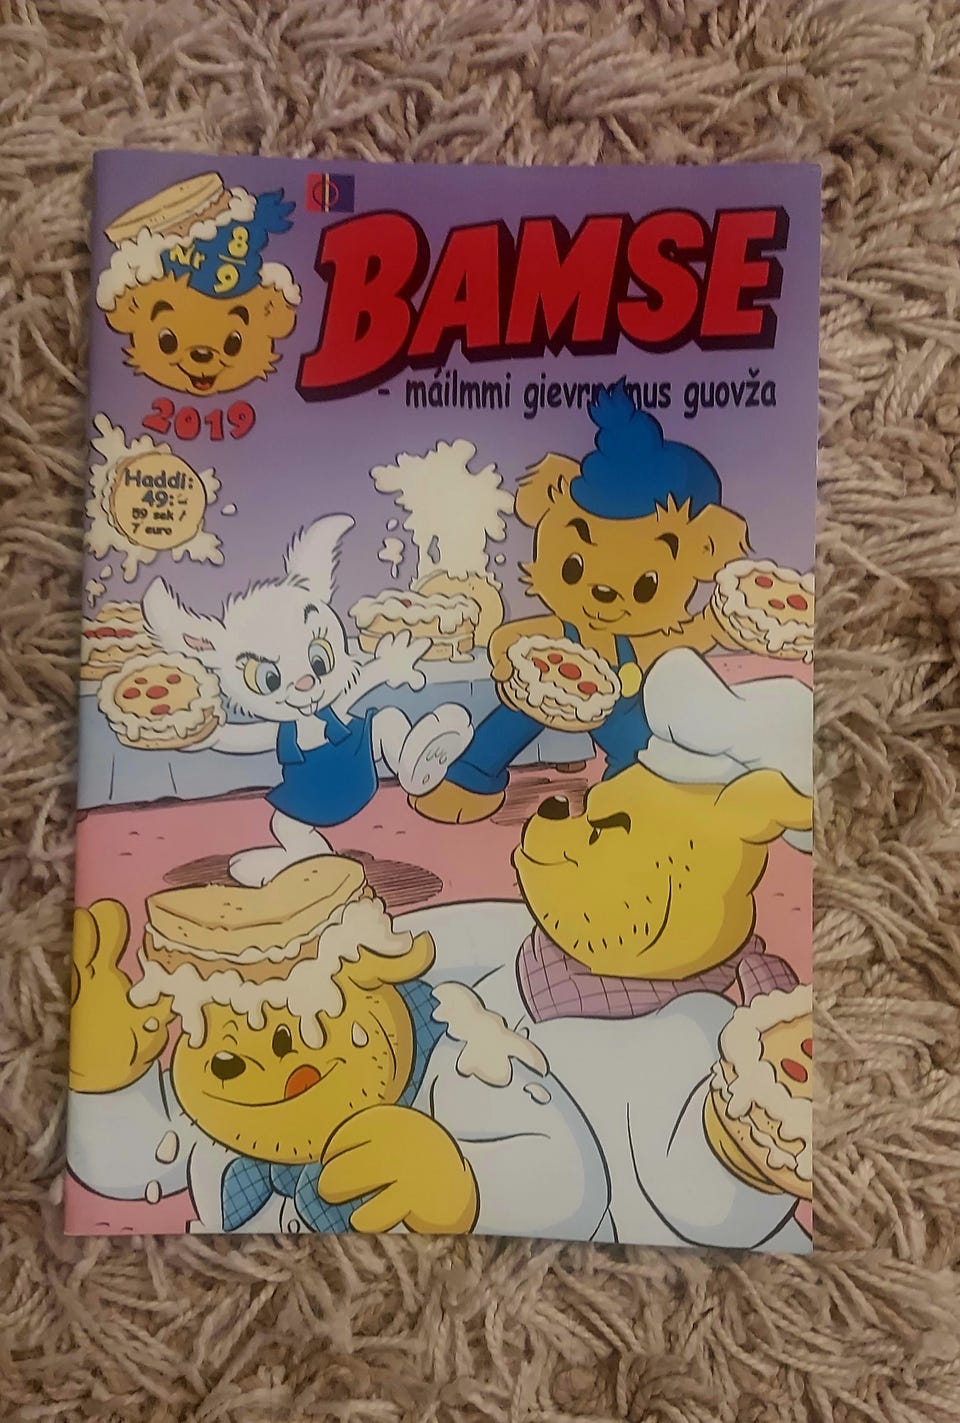 Nr 8/9
BAMSE
- máilmmi guovža
2019
Haddi:
49:-
59 sek /
7 euro